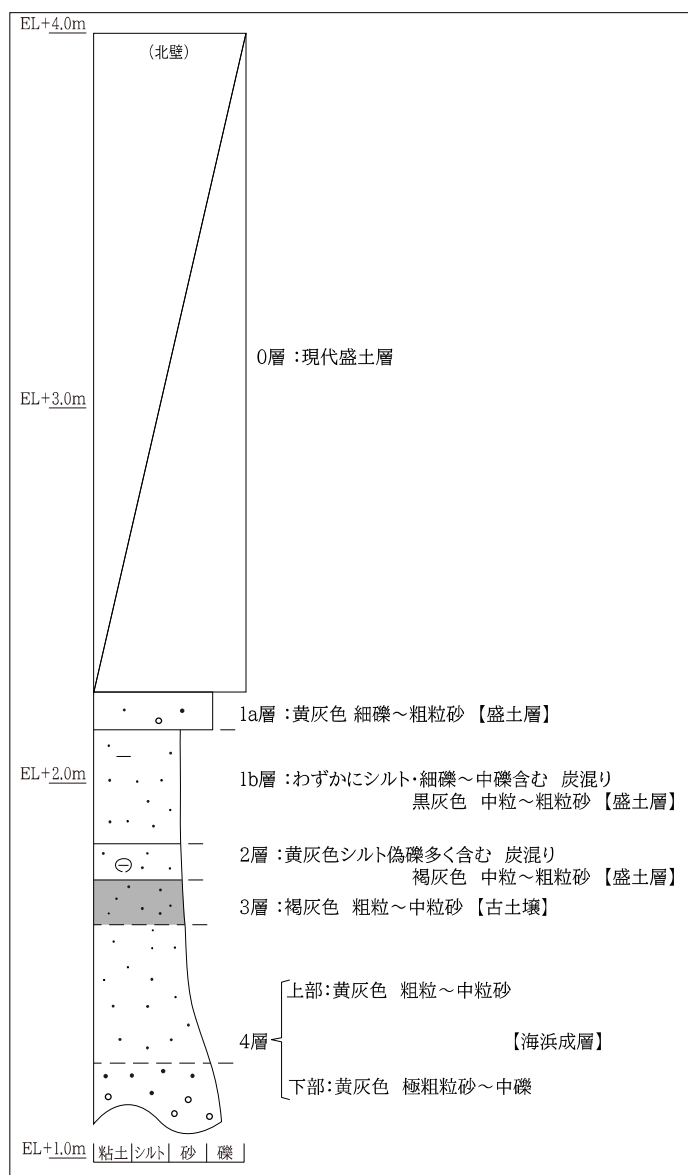 EL+4.0m
(北壁)
0層:現代盛土層
EL+3.0m
1a層:黄灰色 細礫～粗粒砂 【盛土層】
EL+2.0m
1b層:わずかにシルト・細礫～中礫含む 炭混り
黒灰色 中粒～粗粒砂 【盛土層】
2層:黄灰色シルト偽礫多く含む 炭混り
褐灰色 中粒～粗粒砂 【盛土層】
3層:褐灰色 粗粒～中粒砂 【古土壌】
上部:黄灰色 粗粒～中粒砂
4層 【海浜成層】
下部:黄灰色 極粗粒砂～中礫
EL+1.0m 粘土 シルト 砂 礫